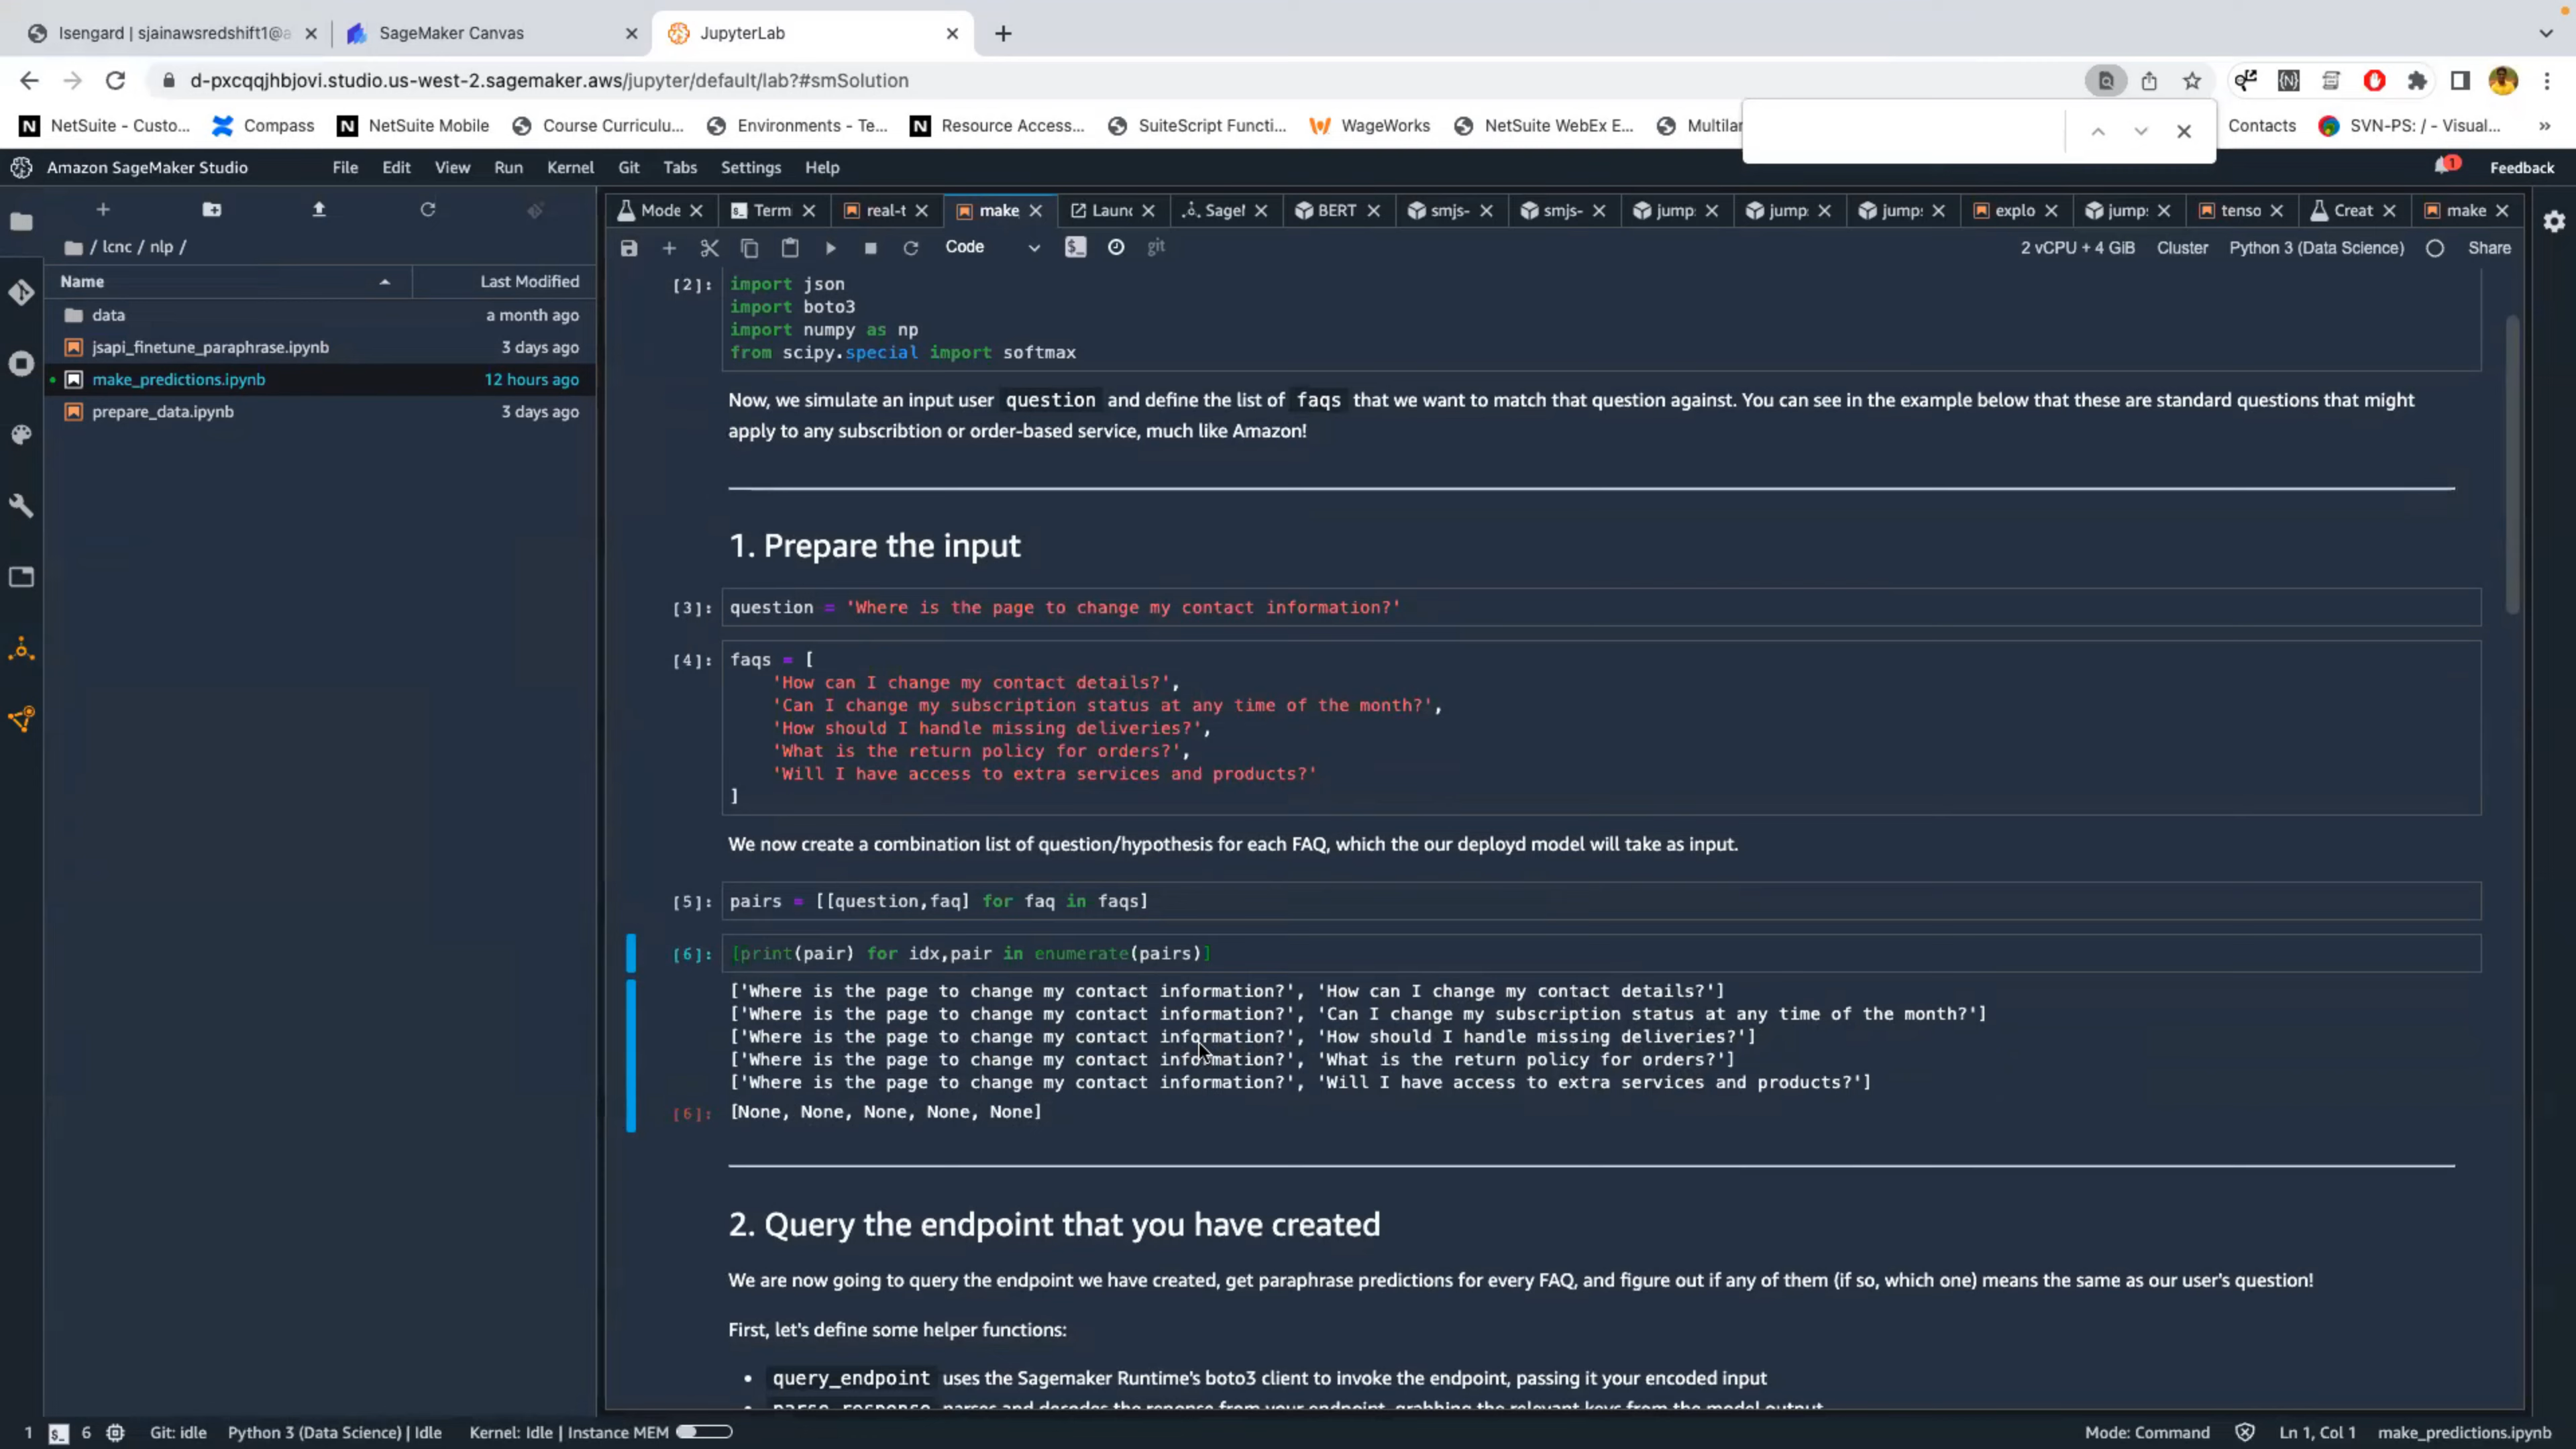 Isengard | sjainawsredshift1@a
SageMaker Canvas
JupyterLab
d-pxcqqjhbjovi.studio.us-west-2.sagemaker.aws/jupyter/default/lab?#smSolution
NetSuite - Custo...
Compass
NetSuite Mobile
Course Curriculu...
Environments - Te...
Resource Access...
SuiteScript Functi...
WageWorks
NetSuite WebEx E...
Multilar
Contacts
SVN-PS: / - Visual...
»
Amazon SageMaker Studio
File Edit View Run Kernel Git Tabs Settings Help
1
Feedback
Mode
Termi
real-t
make
Launc
SageM
BERT
smjs-
smjs-
jump:
jump:
jump:
explo
jump:
tenso
Creat
make
/ lcnc / nlp /
Code
git
2 vCPU + 4 GiB
Cluster
Python 3 (Data Science)
Share
Name
Last Modified
data
a month ago
jsapi_finetune_paraphrase.ipynb
3 days ago
make_predictions.ipynb
12 hours ago
prepare_data.ipynb
3 days ago
[2]: import json
import boto3
import numpy as np
from scipy.special import softmax
Now, we simulate an input user question and define the list of faqs that we want to match that question against. You can see in the example below that these are standard questions that might
apply to any subscribtion or order-based service, much like Amazon!
1. Prepare the input
[3]: question = 'Where is the page to change my contact information?'
[4]: faqs = [
'How can I change my contact details?',
'Can I change my subscription status at any time of the month?',
'How should I handle missing deliveries?',
'What is the return policy for orders?',
'Will I have access to extra services and products?'
]
We now create a combination list of question/hypothesis for each FAQ, which the our deployd model will take as input.
[5]: pairs = [[question,faq] for faq in faqs]
[6]: [print(pair) for idx,pair in enumerate(pairs)]
['Where is the page to change my contact information?', 'How can I change my contact details?']
['Where is the page to change my contact information?', 'Can I change my subscription status at any time of the month?']
['Where is the page to change my contact information?', 'How should I handle missing deliveries?']
['Where is the page to change my contact information?', 'What is the return policy for orders?']
['Where is the page to change my contact information?', 'Will I have access to extra services and products?']
[6]: [None, None, None, None, None]
2. Query the endpoint that you have created
We are now going to query the endpoint we have created, get paraphrase predictions for every FAQ, and figure out if any of them (if so, which one) means the same as our user's question!
First, let's define some helper functions:
• query_endpoint uses the Sagemaker Runtime's boto3 client to invoke the endpoint, passing it your encoded input
• parse_response parses and decodes the reponse from your endpoint, grabbing the relevant keys from the model output
1
6
Git: idle
Python 3 (Data Science) | Idle
Kernel: Idle | Instance MEM
Mode: Command
Ln 1, Col 1
make_predictions.ipynb